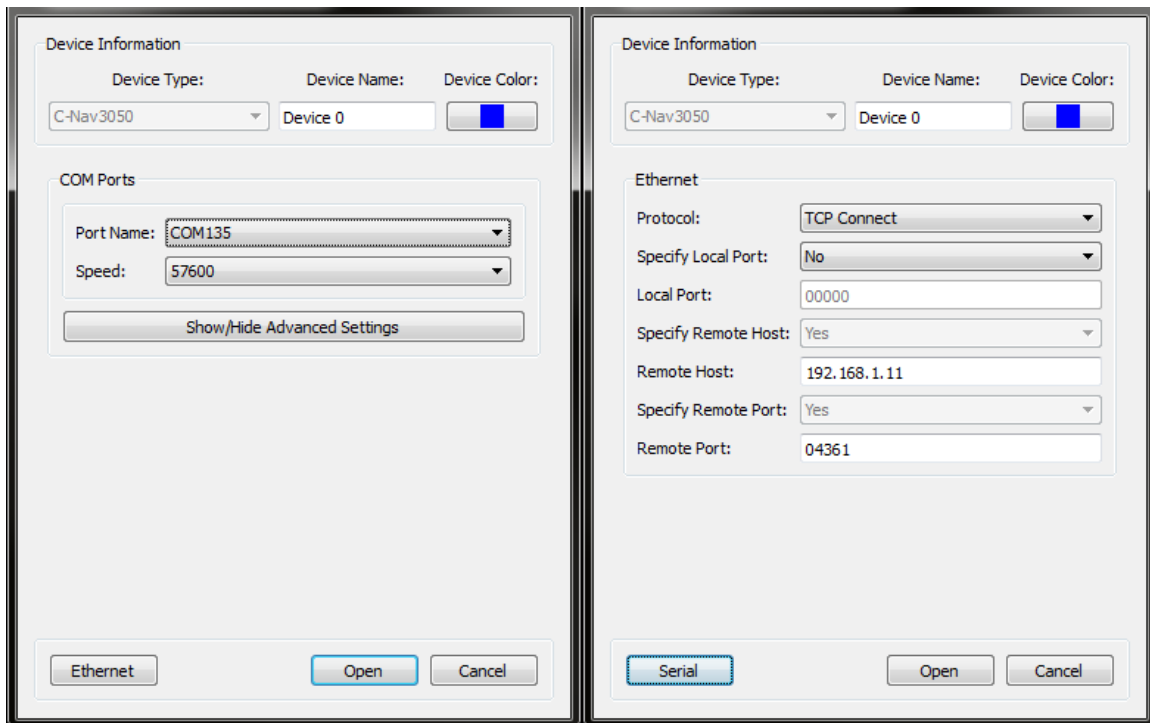 Device Information
Device Type: Device Name: Device Color:
C-Nav3050 Device 0
COM Ports
Port Name: COM135
Speed: 57600
Show/Hide Advanced Settings
Ethernet Open Cancel
Device Information
Device Type: Device Name: Device Color:
C-Nav3050 Device 0
Ethernet
Protocol: TCP Connect
Specify Local Port: No
Local Port: 00000
Specify Remote Host: Yes
Remote Host: 192.168.1.11
Specify Remote Port: Yes
Remote Port: 04361
Serial Open Cancel